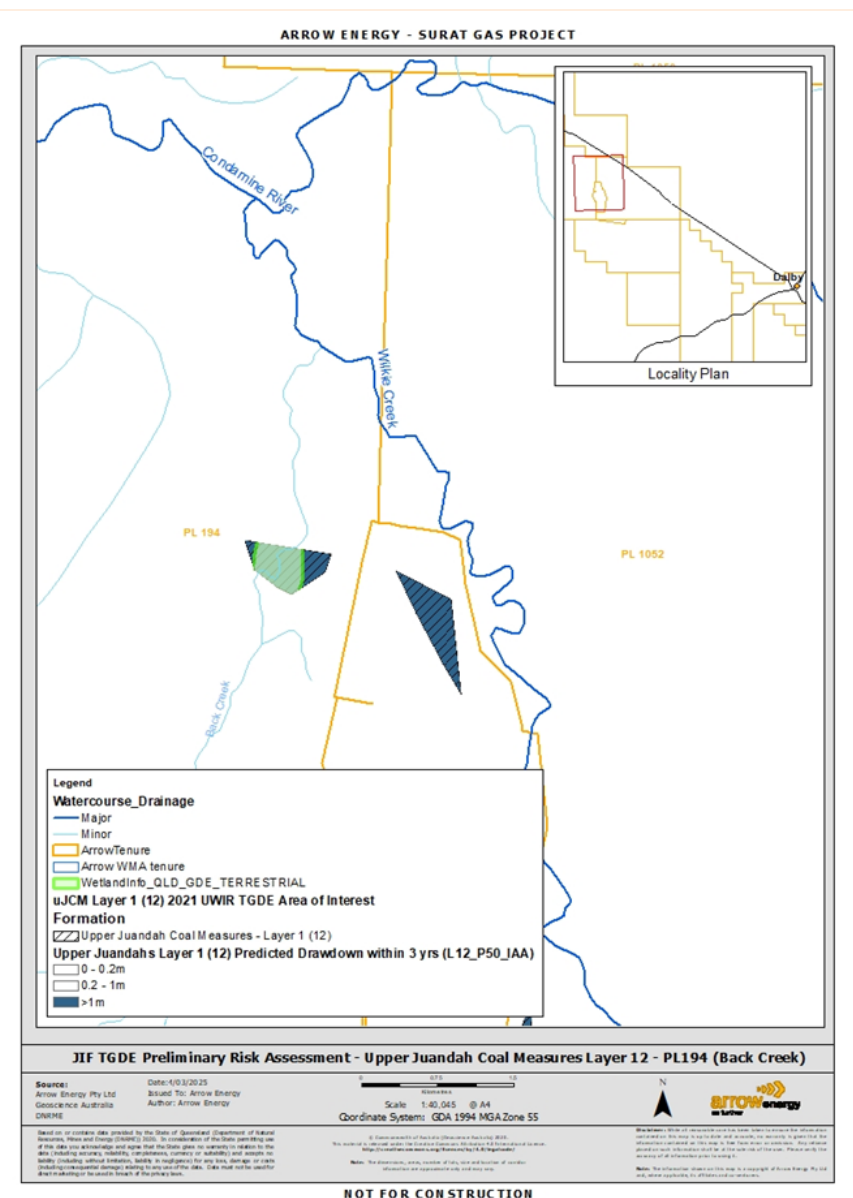 ARROW ENERGY - SURAT GAS PROJECT
Condamine River
Dalby
Locality Plan
Wilkie Creek
PL 194
PL 1052
Back Creek
Legend
Watercourse_Drainage
Major
Minor
ArrowTenure
Arrow WMA tenure
WetlandInfo_QLD_GDE_TERRESTRIAL
uJCM Layer 1 (12) 2021 UWIR TGDE Area of Interest
Formation
Upper Juandah Coal Measures - Layer 1 (12)
Upper Juandahs Layer 1 (12) Predicted Drawdown within 3 yrs (L12_P50_IAA)
0 - 0.2m
0.2 - 1m
>1m
JIF TGDE Preliminary Risk Assessment - Upper Juandah Coal Measures Layer 12 - PL194 (Back Creek)
Source:
Arrow Energy Pty Ltd
Geoscience Australia
DNRME
Date:4/03/2025
Issued To: Arrow Energy
Author: Arrow Energy
Kilometres
Scale 1:40,045 @ A4
Coordinate System: GDA 1994 MGA Zone 55
N
arrowenergy
go further
NOT FOR CONSTRUCTION